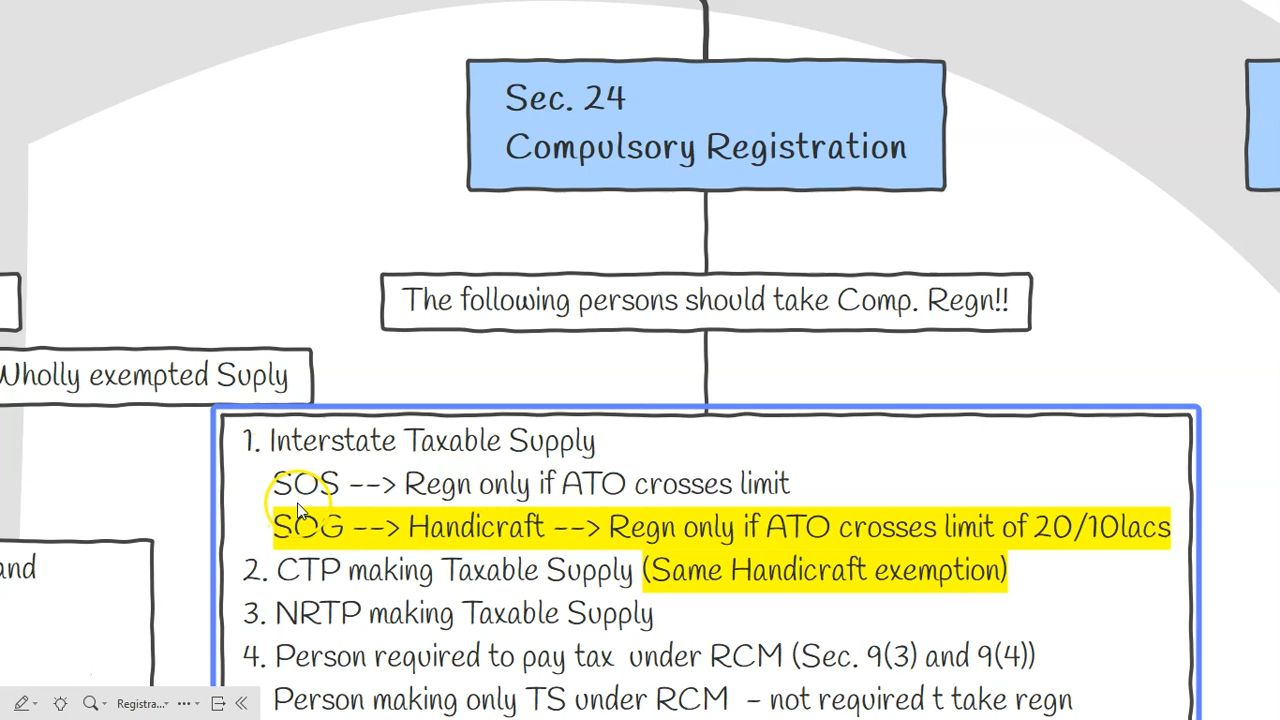 Sec. 24
Compulsory Registration
The following persons should take Comp. Regn!!
Wholly exempted Suply
1. Interstate Taxable Supply
SOS --> Regn only if ATO crosses limit
SOG --> Handicraft --> Regn only if ATO crosses limit of 20/10lacs
2. CTP making Taxable Supply (Same Handicraft exemption)
and
3. NRTP making Taxable Supply
4. Person required to pay tax under RCM (Sec. 9(3) and 9(4))
Person making only TS under RCM - not required t take regn
Registra...